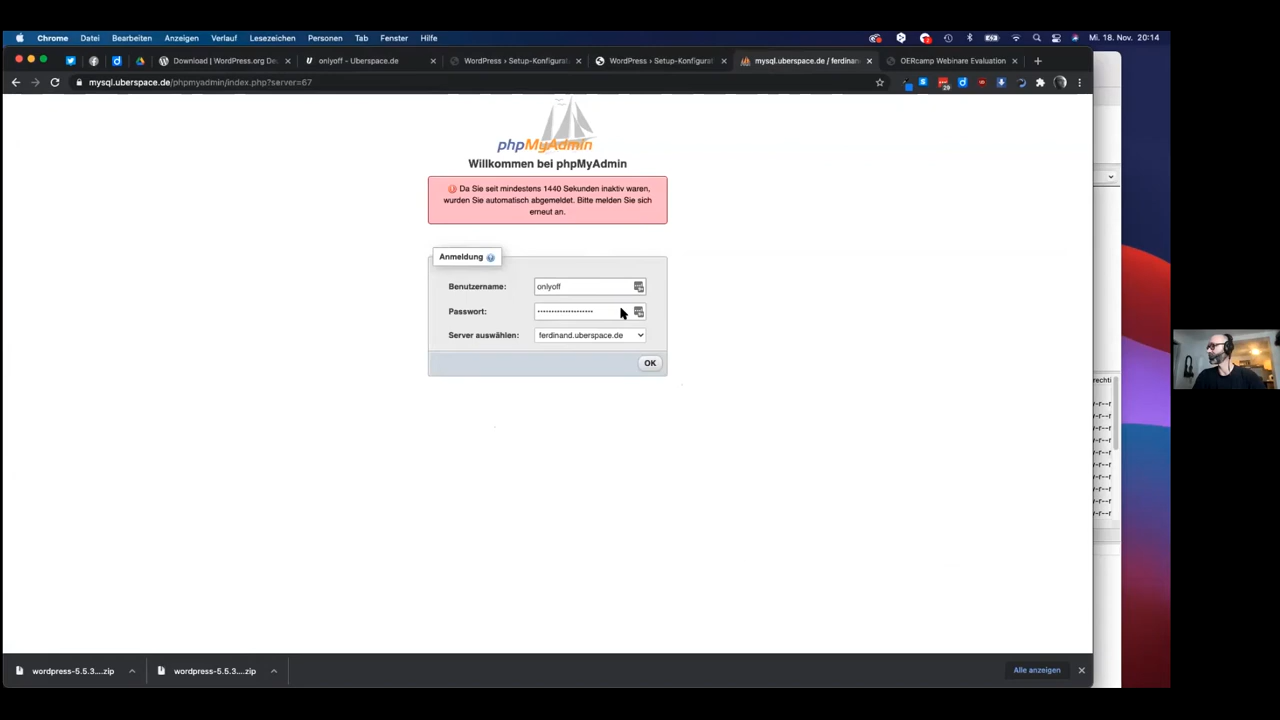 Chrome Datei Bearbeiten Anzeigen Verlauf Lesezeichen Personen Tab Fenster Hilfe Mi. 18. Nov. 20:14
Download | WordPress.org De onlyoff – Uberspace.de WordPress › Setup-Konfigurat WordPress › Setup-Konfigurat mysql.uberspace.de / ferdinan OERcamp Webinare Evaluation
mysql.uberspace.de/phpmyadmin/index.php?server=67
phpMyAdmin
Willkommen bei phpMyAdmin
Da Sie seit mindestens 1440 Sekunden inaktiv waren,
wurden Sie automatisch abgemeldet. Bitte melden Sie sich
erneut an.
Anmeldung
Benutzername: onlyoff
Passwort: ••••••••••••••••••••
Server auswählen: ferdinand.uberspace.de
OK
rechti
v-r--r
v-r--r
v-r--r
v-r--r
v-r--r
v-r--r
v-r--r
v-r--r
v-r--r
v-r--r
wordpress-5.5.3....zip wordpress-5.5.3....zip Alle anzeigen